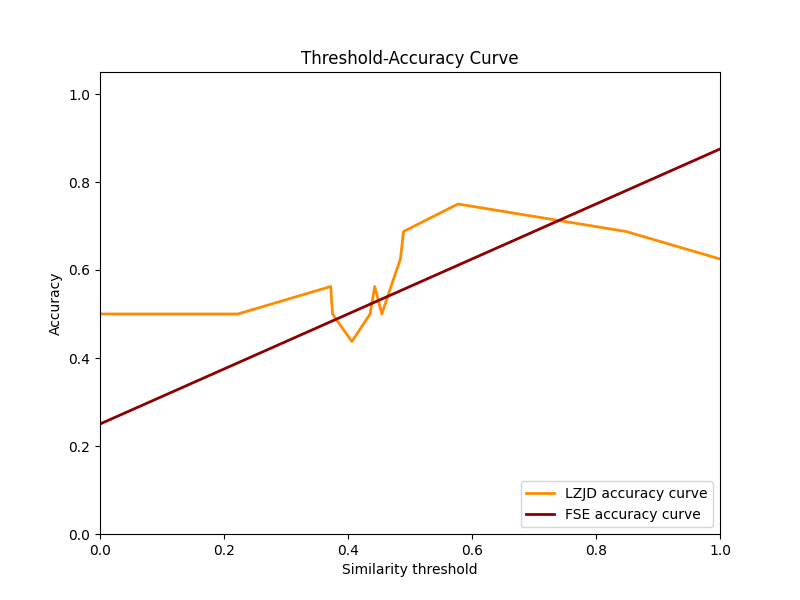 Threshold-Accuracy Curve
Accuracy
1.0
0.8
0.6
0.4
0.2
0.0
0.0 0.2 0.4 0.6 0.8 1.0
Similarity threshold
LZJD accuracy curve
FSE accuracy curve